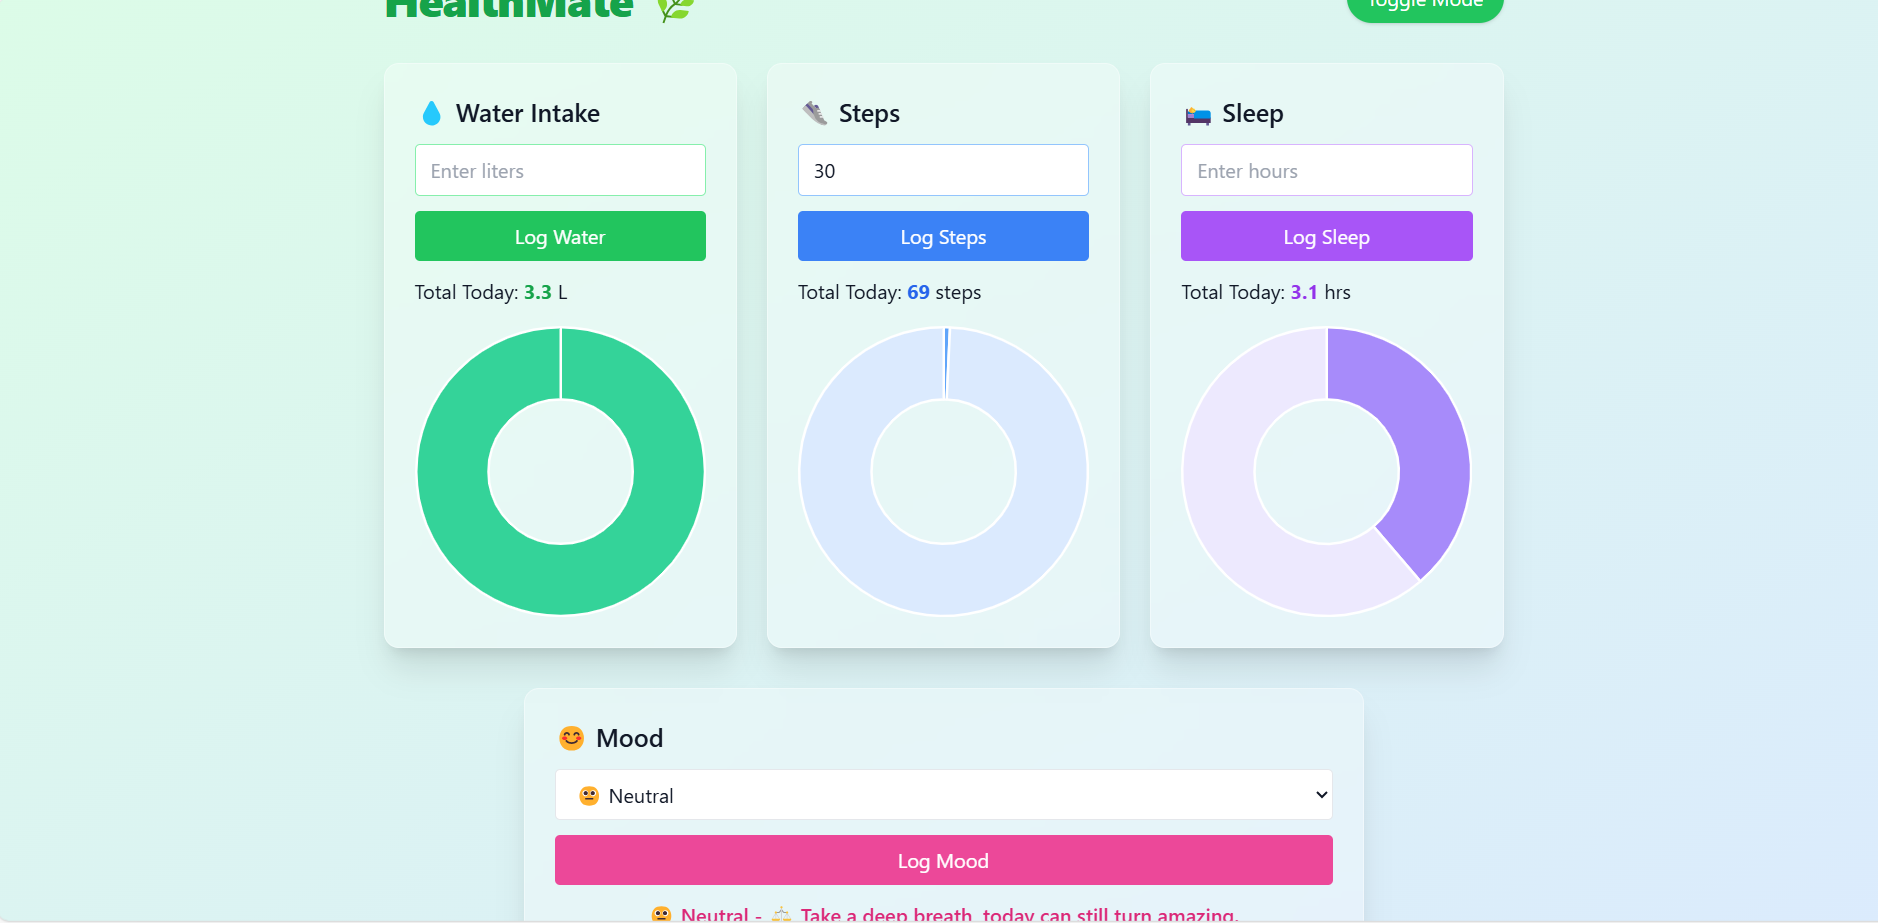 HealthMate 🌿
Toggle Mode
💧 Water Intake
Enter liters
Log Water
Total Today: 3.3 L
👟 Steps
30
Log Steps
Total Today: 69 steps
🛌 Sleep
Enter hours
Log Sleep
Total Today: 3.1 hrs
😊 Mood
😐 Neutral
Log Mood
😐 Neutral - ⚖️ Take a deep breath, today can still turn amazing.